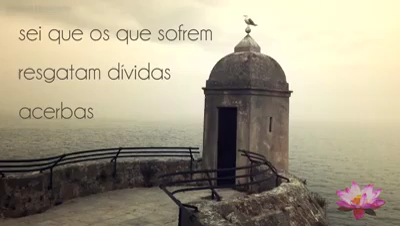 sei que os que sofrem
resgatam dívidas
acerbas